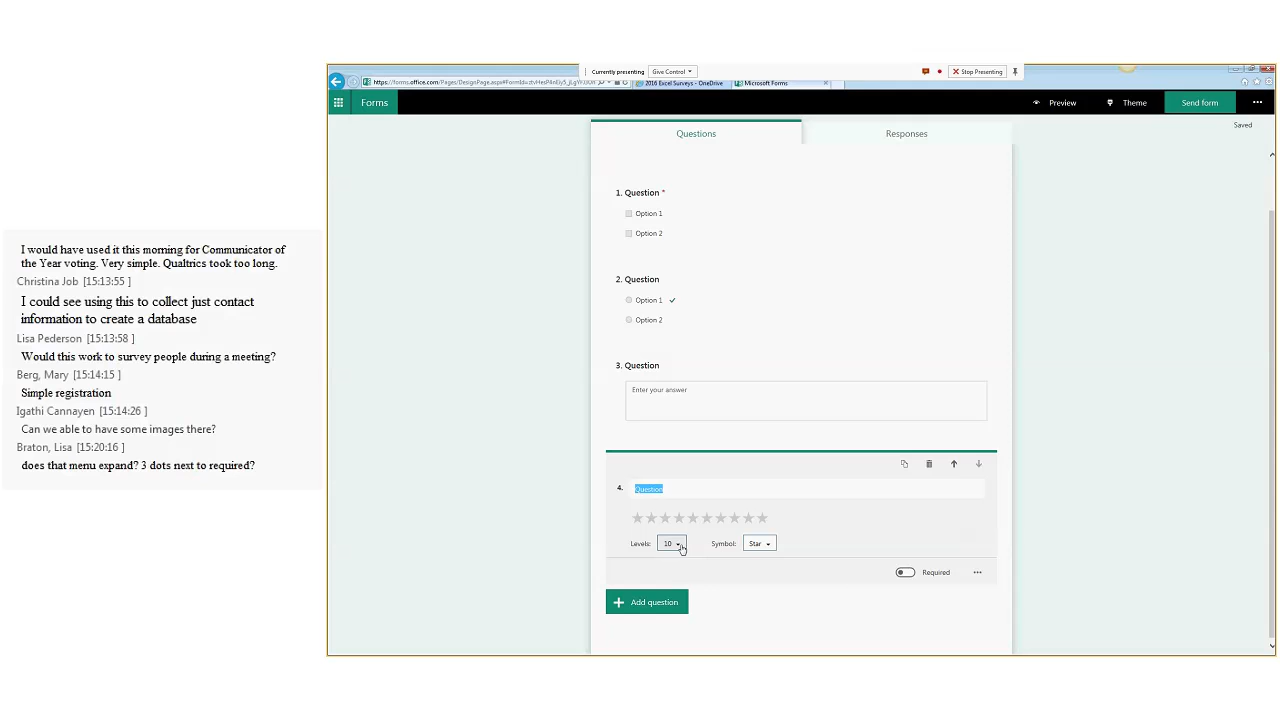 I would have used it this morning for Communicator of
the Year voting. Very simple. Qualtrics took too long.
Christina Job [15:13:55 ]
I could see using this to collect just contact
information to create a database
Lisa Pederson [15:13:58 ]
Would this work to survey people during a meeting?
Berg, Mary [15:14:15 ]
Simple registration
Igathi Cannayen [15:14:26 ]
Can we able to have some images there?
Braton, Lisa [15:20:16 ]
does that menu expand? 3 dots next to required?
Currently presenting
Give Control
Stop Presenting
2016 Excel Surveys - OneDrive
Microsoft Forms
Forms
Preview
Theme
Send form
Saved
Questions
Responses
1. Question *
Option 1
Option 2
2. Question
Option 1
Option 2
3. Question
Enter your answer
4. Question
Levels: 10
Symbol: Star
Required
Add question